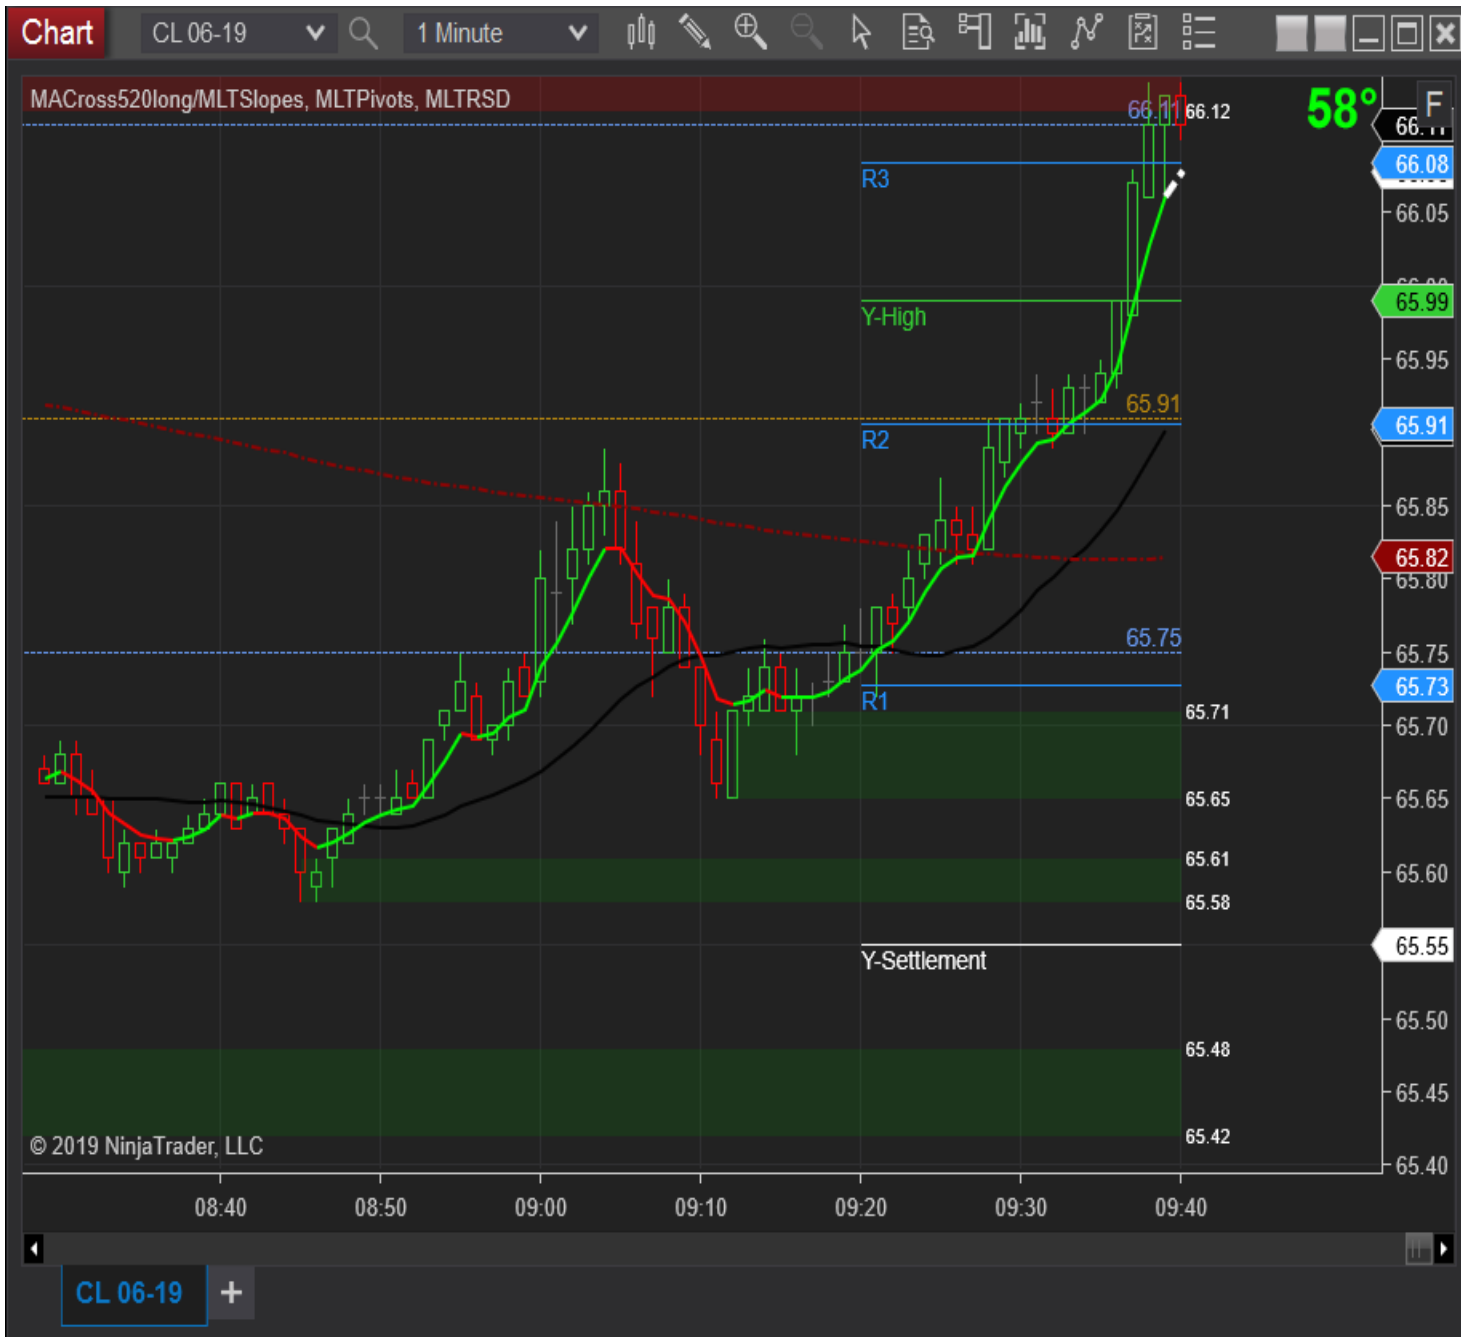 Chart CL 06-19 1 Minute
MACross520long/MLTSlopes, MLTPivots, MLTRSD
66.11 66.12 58° F
66.11
R3 66.08
66.05
Y-High 65.99
65.95
65.91
R2 65.91
65.85
65.82
65.80
65.75 65.75
R1 65.73
65.71 65.70
65.65 65.65
65.61
65.60
65.58
Y-Settlement 65.55
65.50
65.48
65.45
65.42
© 2019 NinjaTrader, LLC
65.40
08:40 08:50 09:00 09:10 09:20 09:30 09:40
CL 06-19 +